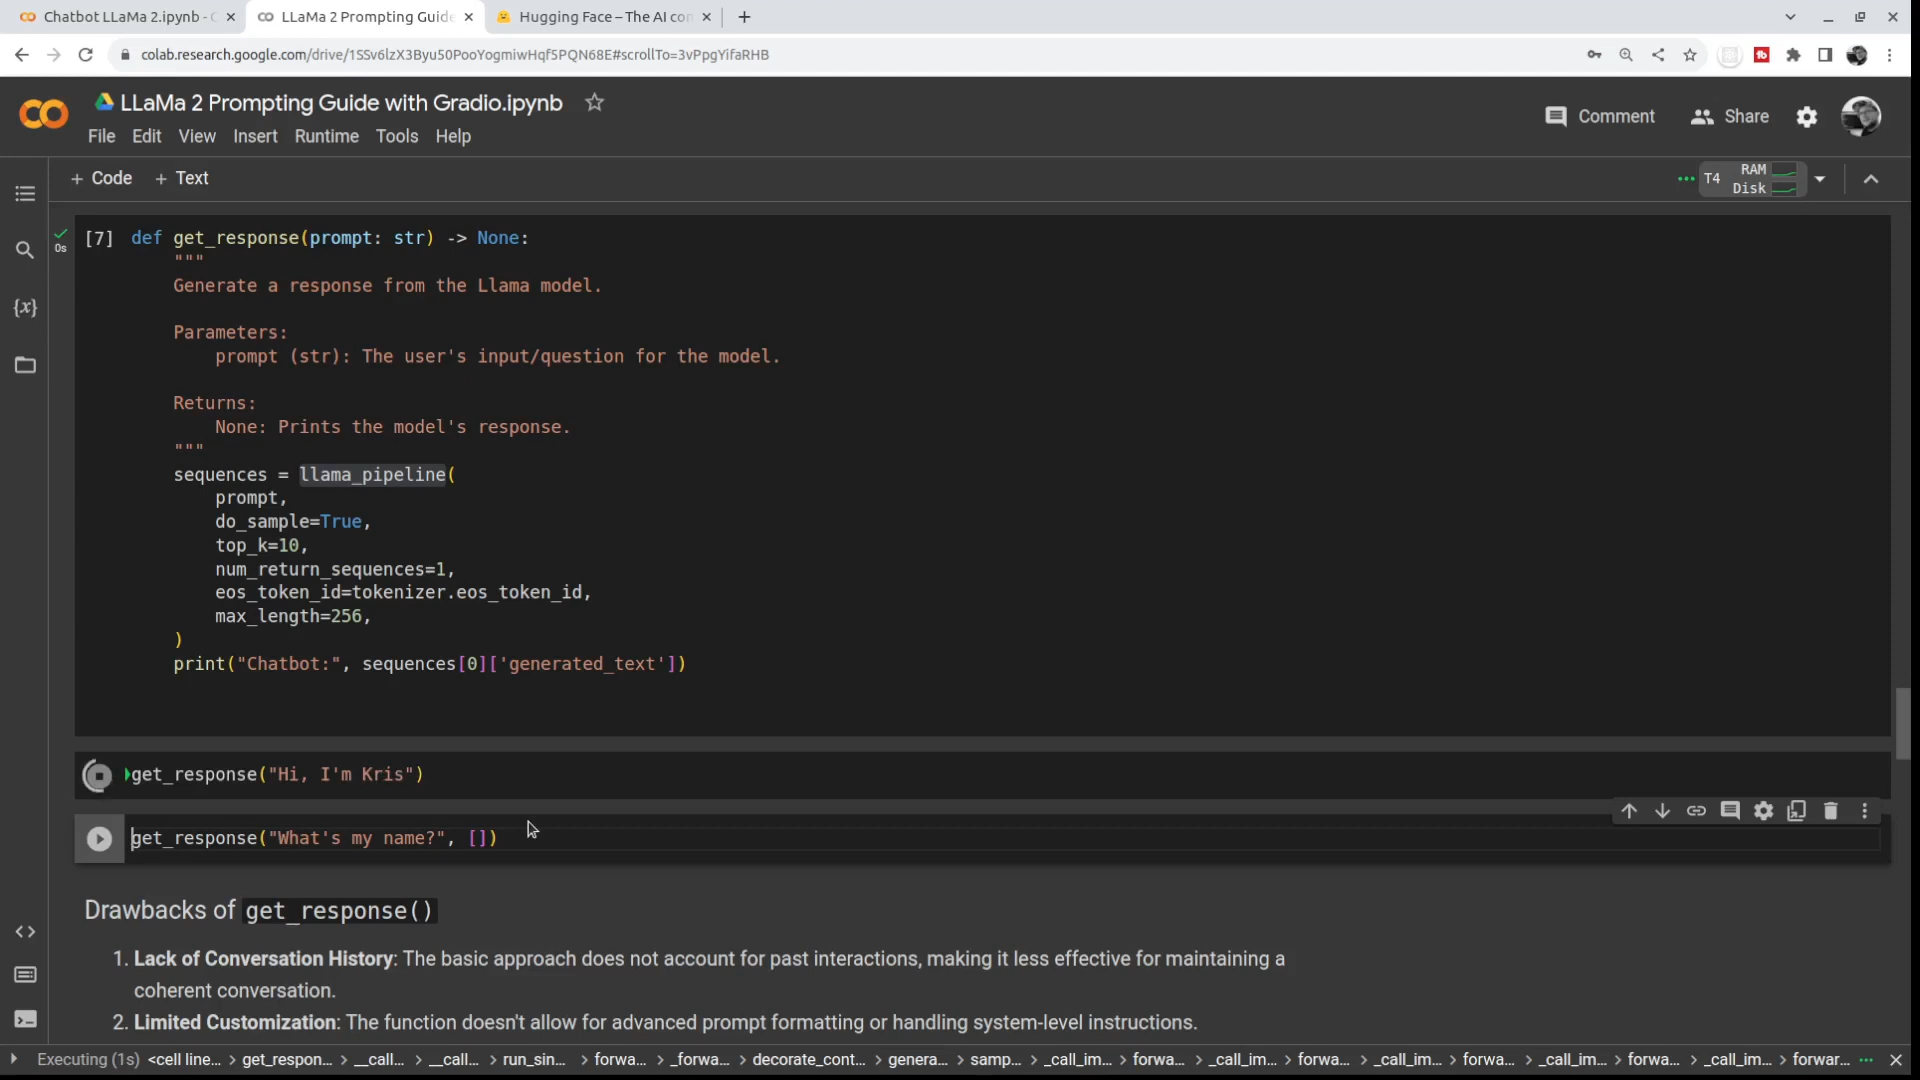 Chatbot LLaMa 2.ipynb - C
LLaMa 2 Prompting Guide
Hugging Face – The AI con
colab.research.google.com/drive/1SSv6lzX3Byu50PooYogmiwHqf5PQN68E#scrollTo=3vPpgYifaRHB
LLaMa 2 Prompting Guide with Gradio.ipynb
File Edit View Insert Runtime Tools Help
Comment
Share
+ Code + Text
T4
RAM
Disk
0s
[7] def get_response(prompt: str) -> None:
"""
Generate a response from the Llama model.
Parameters:
prompt (str): The user's input/question for the model.
Returns:
None: Prints the model's response.
"""
sequences = llama_pipeline(
prompt,
do_sample=True,
top_k=10,
num_return_sequences=1,
eos_token_id=tokenizer.eos_token_id,
max_length=256,
)
print("Chatbot:", sequences[0]['generated_text'])
get_response("Hi, I'm Kris")
get_response("What's my name?", [])
Drawbacks of get_response()
1. Lack of Conversation History: The basic approach does not account for past interactions, making it less effective for maintaining a
coherent conversation.
2. Limited Customization: The function doesn't allow for advanced prompt formatting or handling system-level instructions.
Executing (1s) <cell line... > get_respon... > __call... > __call... > run_sin... > forwa... > _forwa... > decorate_cont... > genera... > samp... > _call_im... > forwa... > _call_im... > forwa... > _call_im... > forwa... > _call_im... > forwa... > _call_im... > forwar... ...